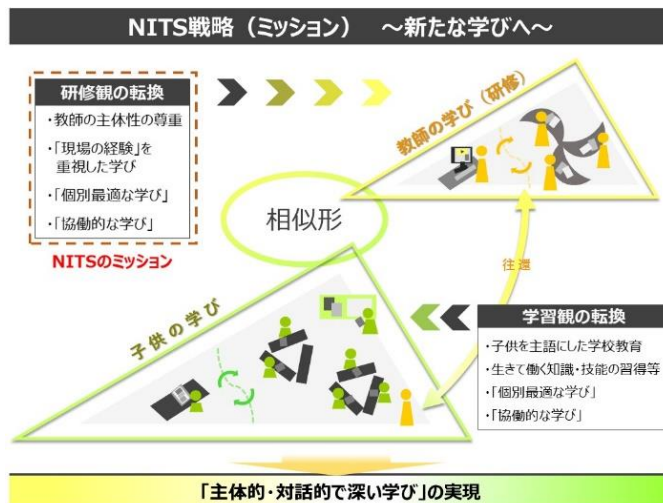 NITS戦略（ミッション）　～新たな学びへ～
研修観の転換
・教師の主体性の尊重
・「現場の経験」を
重視した学び
・「個別最適な学び」
・「協働的な学び」
NITSのミッション
教師の学び（研修）
相似形
往還
子供の学び
学習観の転換
・子供を主語にした学校教育
・生きて働く知識・技能の習得等
・「個別最適な学び」
・「協働的な学び」
「主体的・対話的で深い学び」の実現